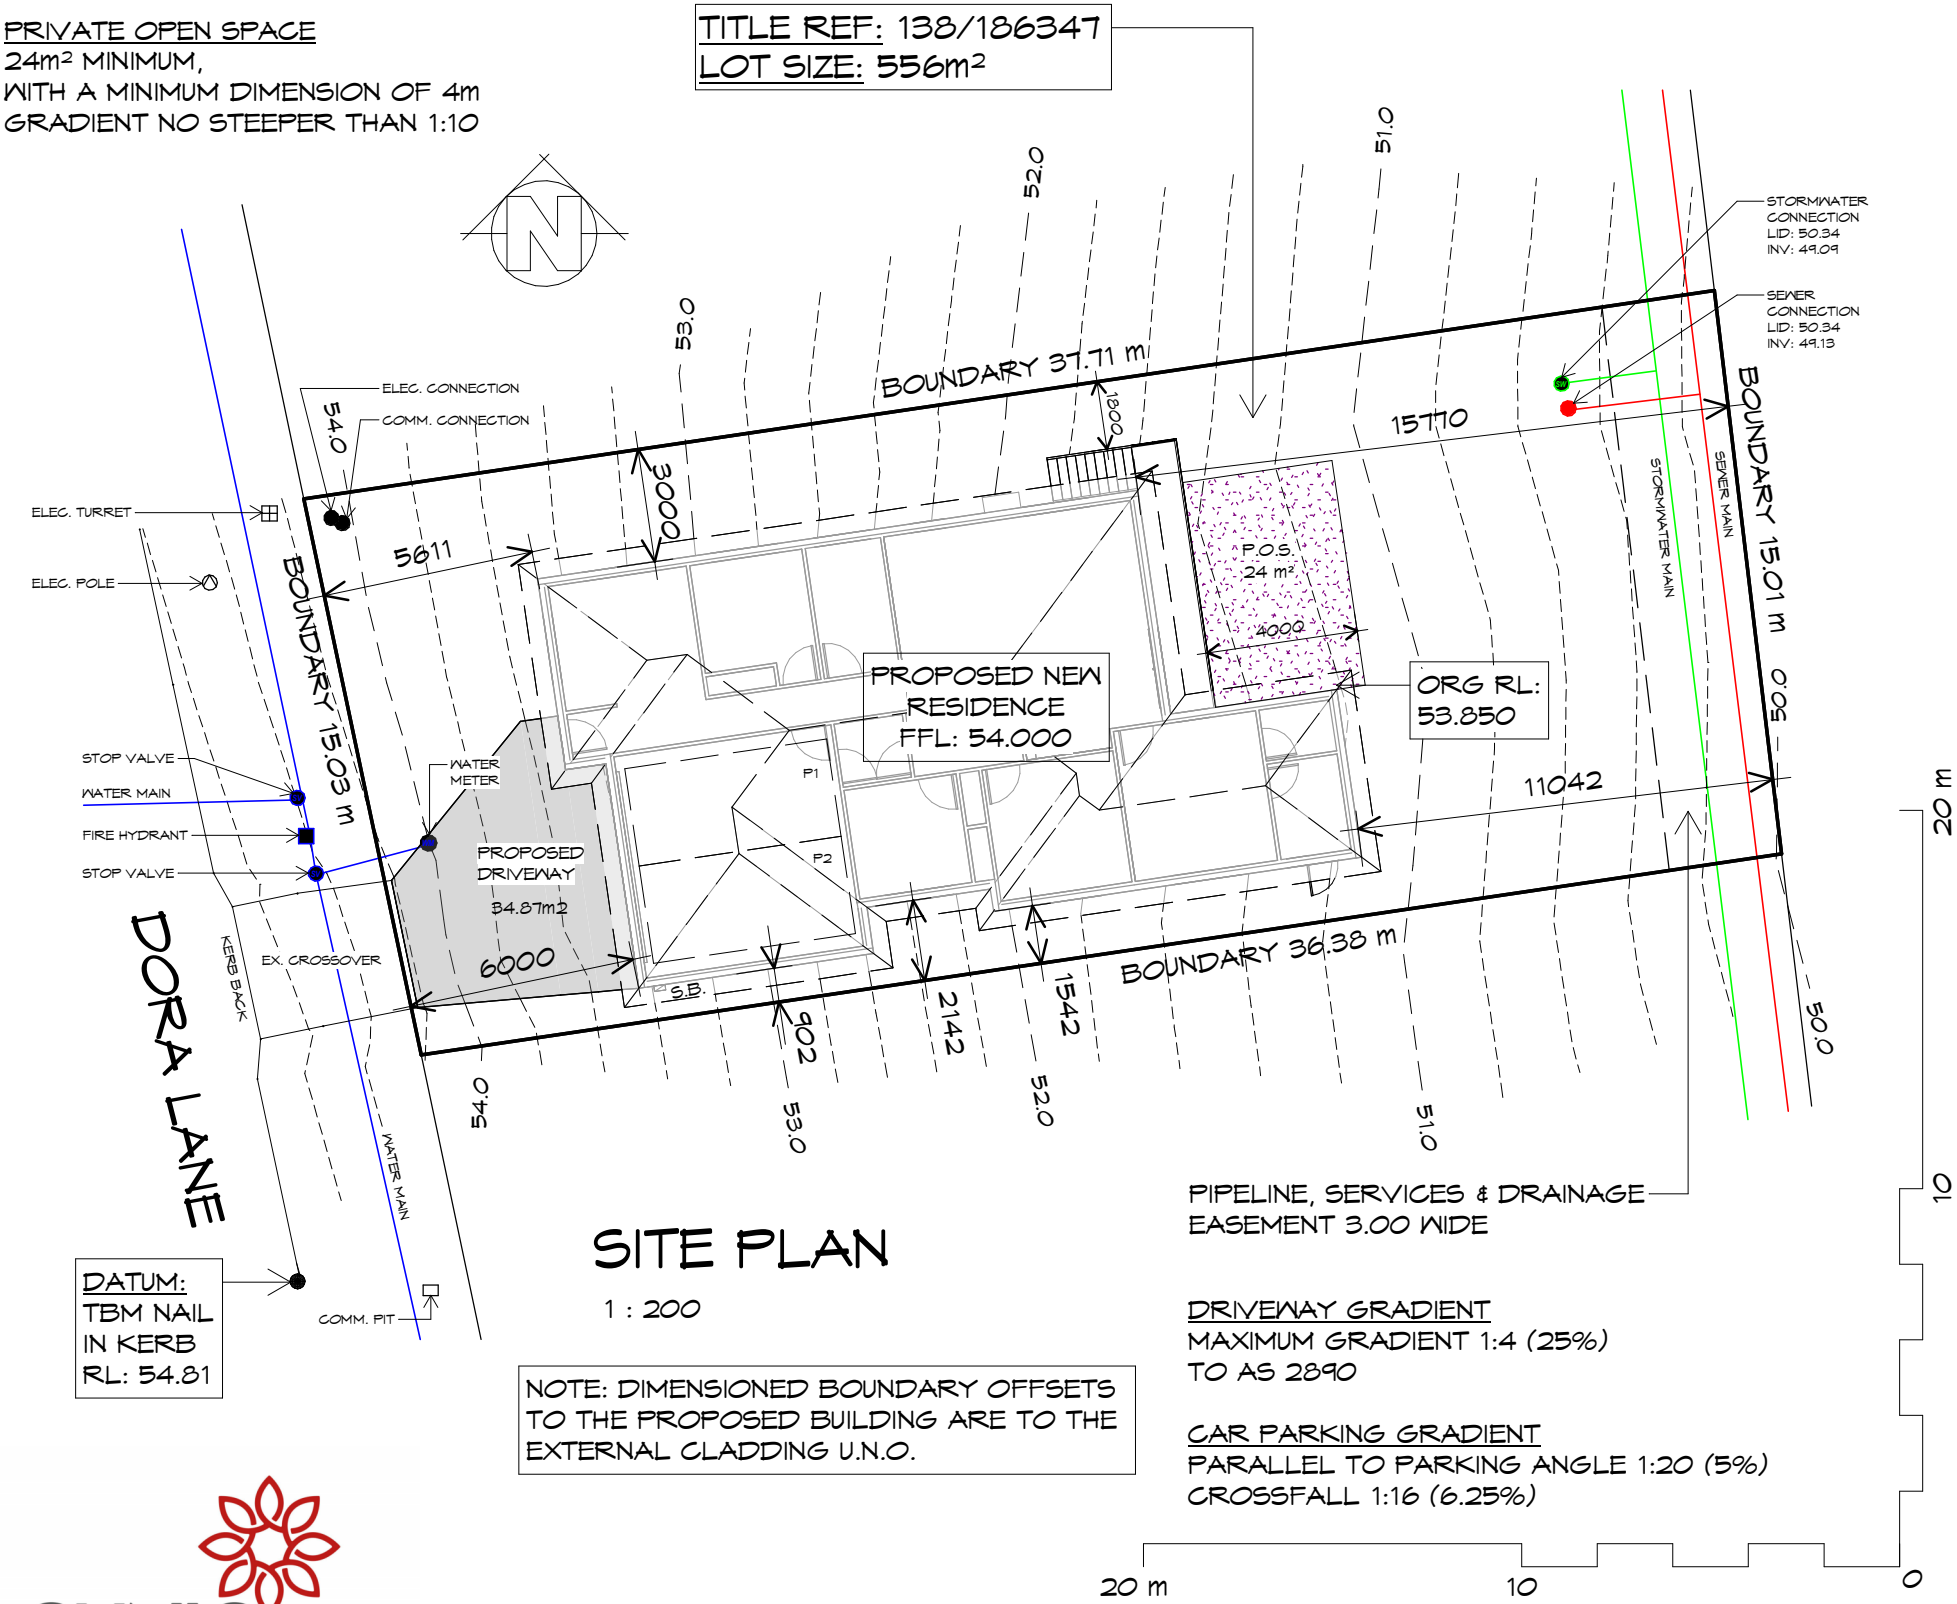 PRIVATE OPEN SPACE
24m² MINIMUM,
WITH A MINIMUM DIMENSION OF 4m
GRADIENT NO STEEPER THAN 1:10
TITLE REF: 138/186347
LOT SIZE: 556m²
N
51.0
52.0
53.0
54.0
STORMWATER
CONNECTION
LID: 50.34
INV: 49.09
SEWER
CONNECTION
LID: 50.34
INV: 49.13
ELEC. CONNECTION
COMM. CONNECTION
BOUNDARY 37.71 m
1800
15770
3000
5611
BOUNDARY 15.01 m
SEWER MAIN
STORMWATER MAIN
SW
ELEC. TURRET
ELEC. POLE
BOUNDARY 15.03 m
P.O.S.
24 m²
4000
PROPOSED NEW
RESIDENCE
FFL: 54.000
ORG RL:
53.850
50.0
STOP VALVE
WATER MAIN
FIRE HYDRANT
STOP VALVE
WATER
METER
P1
P2
PROPOSED
DRIVEWAY
34.87m2
11042
20 m
6000
EX. CROSSOVER
KERB BACK
S.B.
902
2142
1542
BOUNDARY 36.38 m
50.0
DORA LANE
54.0
53.0
52.0
51.0
WATER MAIN
PIPELINE, SERVICES & DRAINAGE
EASEMENT 3.00 WIDE
10
SITE PLAN
1 : 200
DATUM:
TBM NAIL
IN KERB
RL: 54.81
COMM. PIT
DRIVEWAY GRADIENT
MAXIMUM GRADIENT 1:4 (25%)
TO AS 2890
NOTE: DIMENSIONED BOUNDARY OFFSETS
TO THE PROPOSED BUILDING ARE TO THE
EXTERNAL CLADDING U.N.O.
CAR PARKING GRADIENT
PARALLEL TO PARKING ANGLE 1:20 (5%)
CROSSFALL 1:16 (6.25%)
20 m
10
0